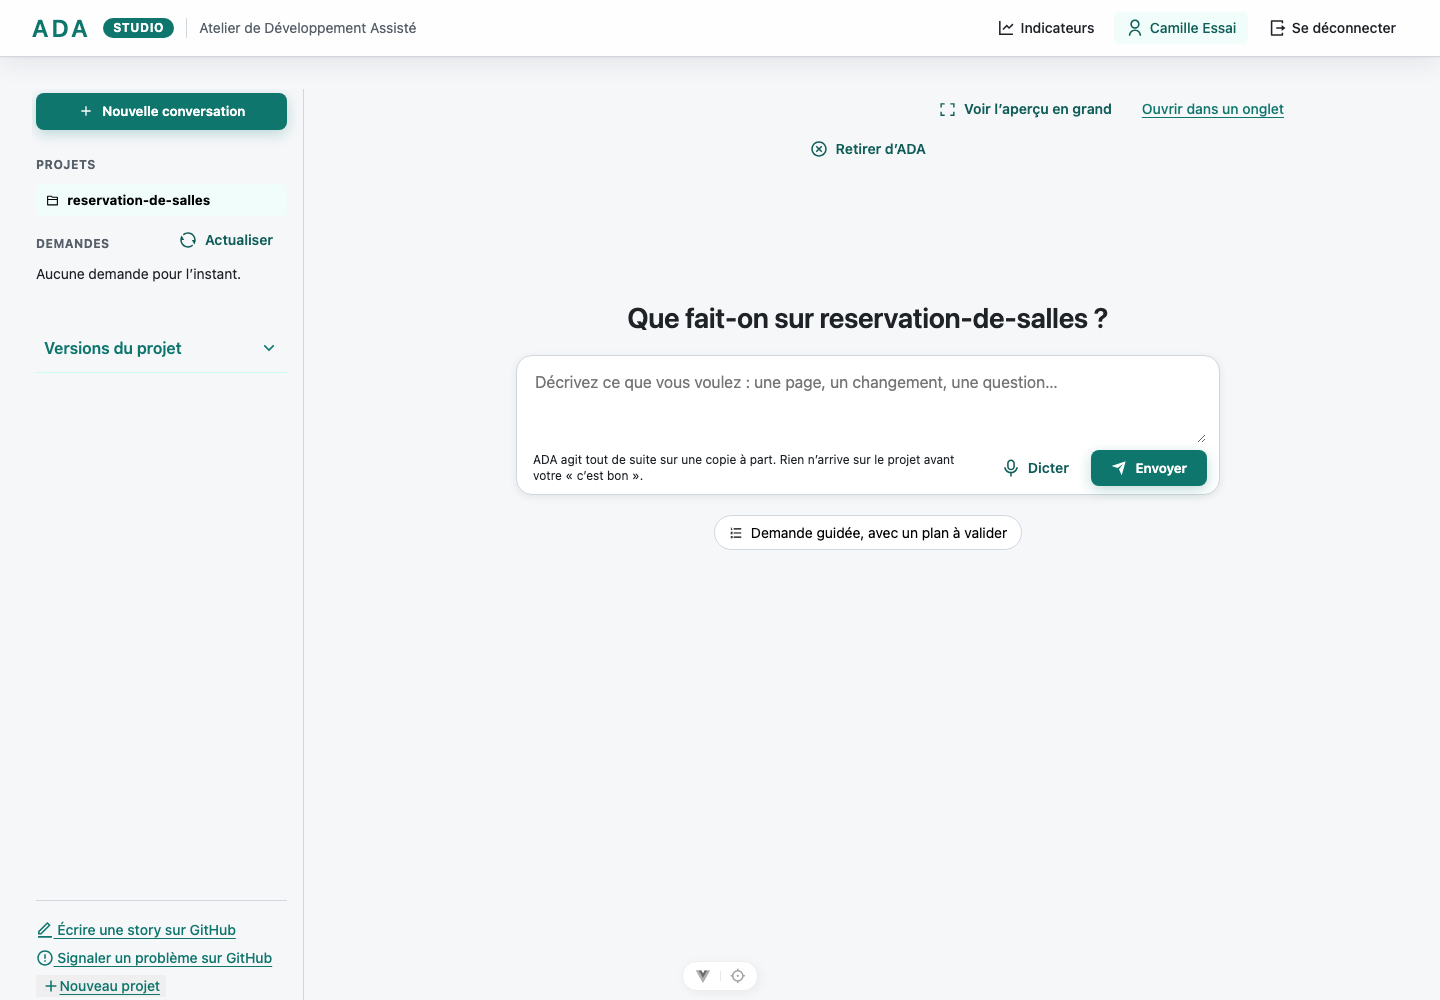 ADA STUDIO Atelier de Développement Assisté
Indicateurs
Camille Essai
Se déconnecter
Nouvelle conversation
PROJETS
reservation-de-salles
DEMANDES
Actualiser
Aucune demande pour l’instant.
Versions du projet
Écrire une story sur GitHub
Signaler un problème sur GitHub
Nouveau projet
Voir l’aperçu en grand
Ouvrir dans un onglet
Retirer d’ADA
Que fait-on sur reservation-de-salles ?
Décrivez ce que vous voulez : une page, un changement, une question…
ADA agit tout de suite sur une copie à part. Rien n’arrive sur le projet avant
votre « c’est bon ».
Dicter
Envoyer
Demande guidée, avec un plan à valider